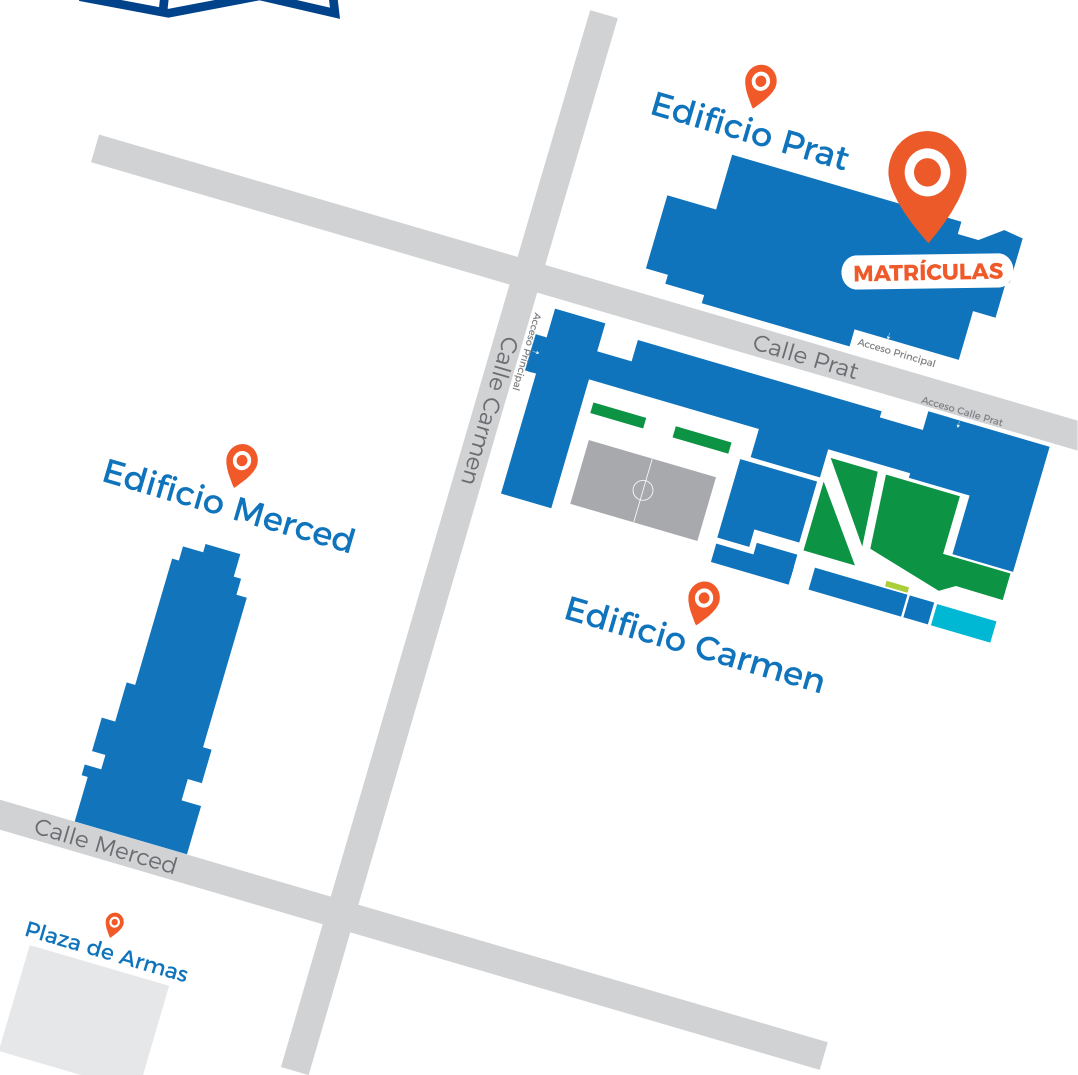 Edificio Prat
MATRÍCULAS
Acceso Principal
Calle Prat
Acceso Principal
Acceso Calle Prat
Calle Carmen
Edificio Merced
Edificio Carmen
Calle Merced
Plaza de Armas